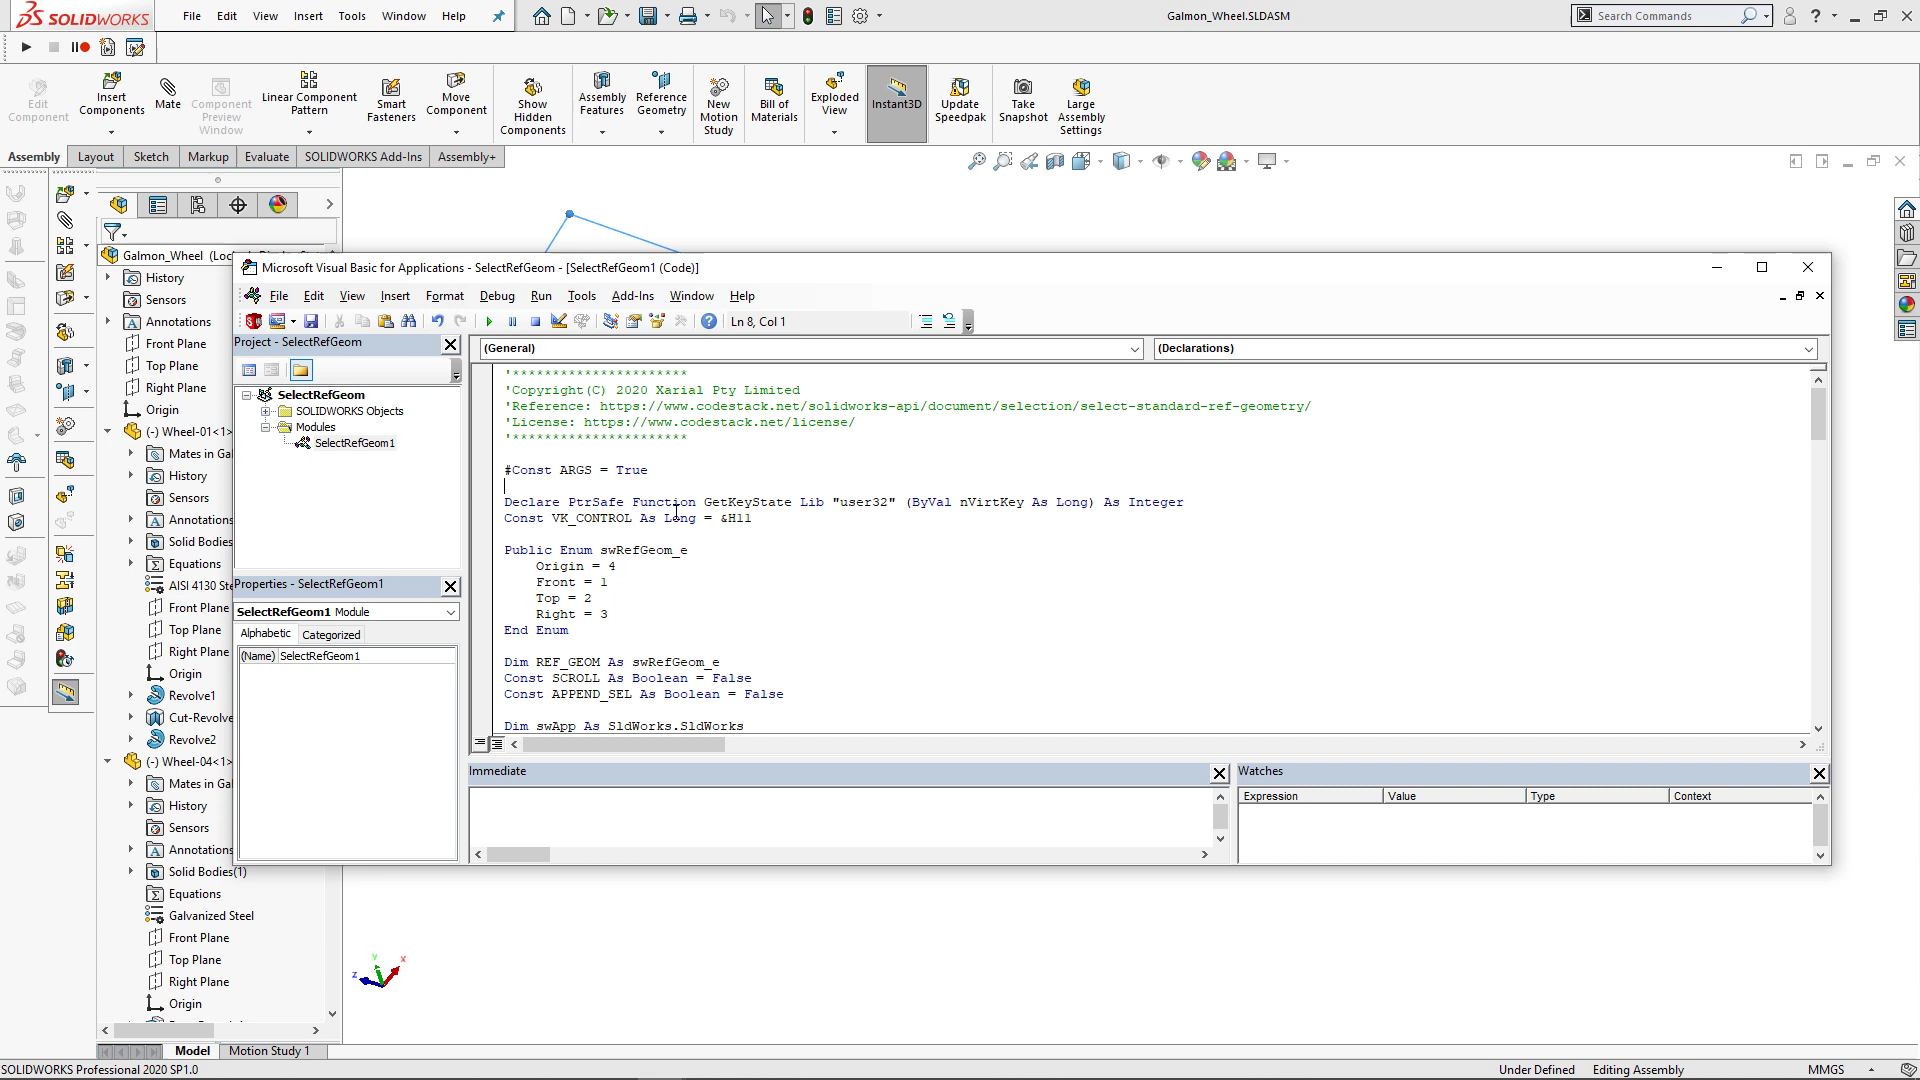 SOLIDWORKS
File Edit View Insert Tools Window Help
Galmon_Wheel.SLDASM
Search Commands
?
Edit Component
Insert Components
Mate
Component Preview Window
Linear Component Pattern
Smart Fasteners
Move Component
Show Hidden Components
Assembly Features
Reference Geometry
New Motion Study
Bill of Materials
Exploded View
Instant3D
Update Speedpak
Take Snapshot
Large Assembly Settings
Assembly Layout Sketch Markup Evaluate SOLIDWORKS Add-Ins Assembly+
Galmon_Wheel (Loc
History
Sensors
Annotations
Front Plane
Top Plane
Right Plane
Origin
(-) Wheel-01<1>
Mates in Ga
History
Sensors
Annotations
Solid Bodies
Equations
AISI 4130 Ste
Front Plane
Top Plane
Right Plane
Origin
Revolve1
Cut-Revolve
Revolve2
(-) Wheel-04<1>
Mates in Ga
History
Sensors
Annotations
Solid Bodies(1)
Equations
Galvanized Steel
Front Plane
Top Plane
Right Plane
Origin
Microsoft Visual Basic for Applications - SelectRefGeom - [SelectRefGeom1 (Code)]
File Edit View Insert Format Debug Run Tools Add-Ins Window Help
Ln 8, Col 1
Project - SelectRefGeom
SelectRefGeom
SOLIDWORKS Objects
Modules
SelectRefGeom1
Properties - SelectRefGeom1
SelectRefGeom1 Module
Alphabetic Categorized
(Name) SelectRefGeom1
(General) (Declarations)
'**********************
'Copyright(C) 2020 Xarial Pty Limited
'Reference: https://www.codestack.net/solidworks-api/document/selection/select-standard-ref-geometry/
'License: https://www.codestack.net/license/
'**********************
#Const ARGS = True
Declare PtrSafe Function GetKeyState Lib "user32" (ByVal nVirtKey As Long) As Integer
Const VK_CONTROL As Long = &H11
Public Enum swRefGeom_e
Origin = 4
Front = 1
Top = 2
Right = 3
End Enum
Dim REF_GEOM As swRefGeom_e
Const SCROLL As Boolean = False
Const APPEND_SEL As Boolean = False
Dim swApp As SldWorks.SldWorks
Immediate
Watches
Expression Value Type Context
Y
X
Z
Model Motion Study 1
SOLIDWORKS Professional 2020 SP1.0
Under Defined Editing Assembly MMGS